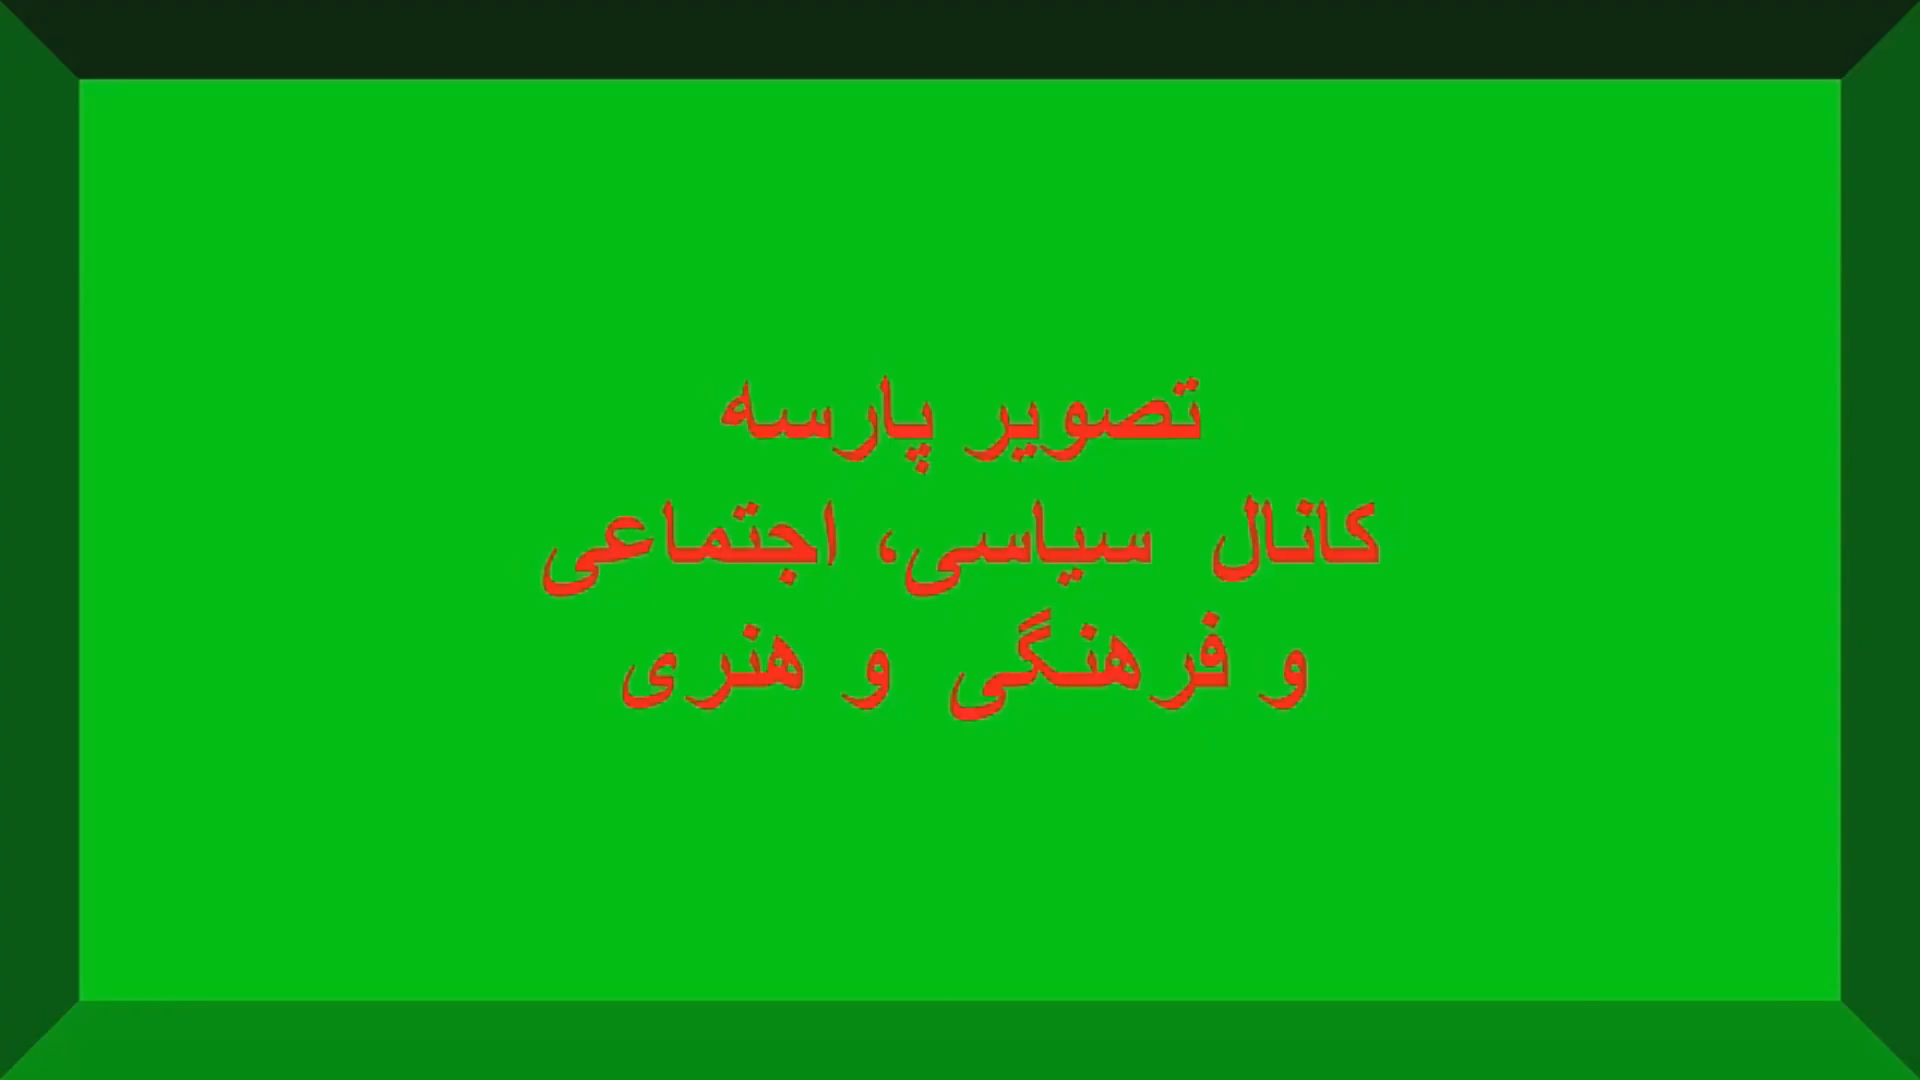 تصویر پارسه
کانال سیاسی، اجتماعی
و فرهنگی و هنری